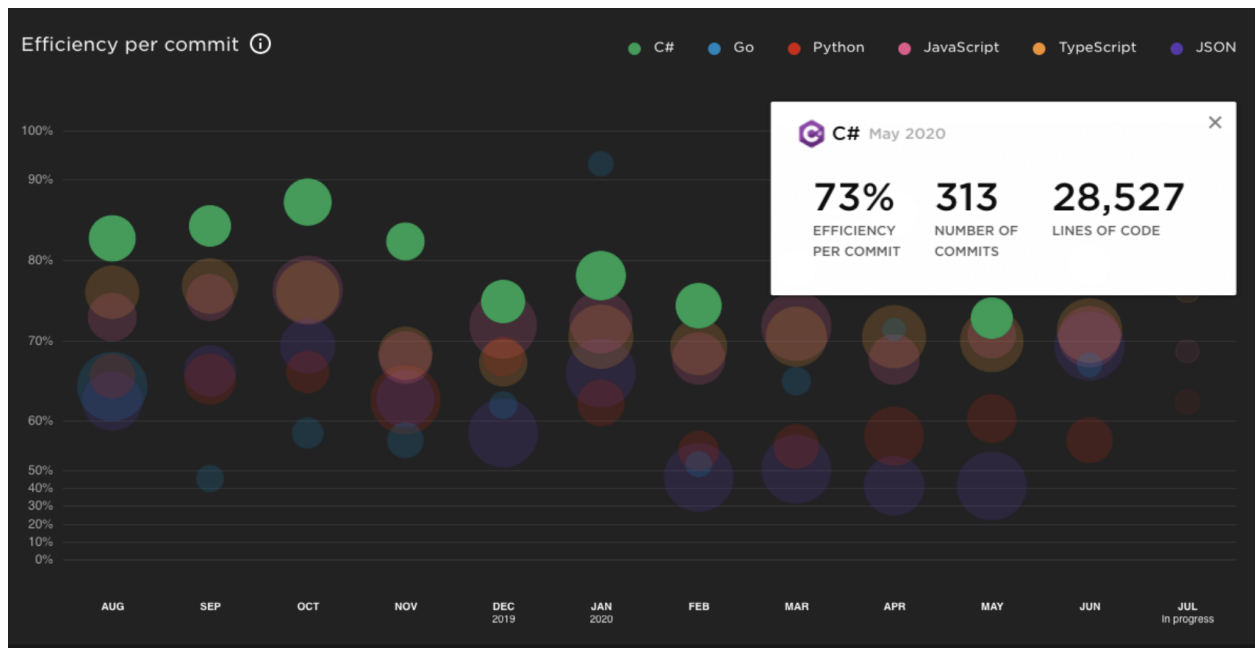 Efficiency per commit
C# Go Python JavaScript TypeScript JSON
C# May 2020
73% 313 28,527
EFFICIENCY NUMBER OF LINES OF CODE
PER COMMIT COMMITS
100%
90%
80%
70%
60%
50%
40%
30%
20%
10%
0%
AUG SEP OCT NOV DEC JAN FEB MAR APR MAY JUN JUL
2019 2020 In progress